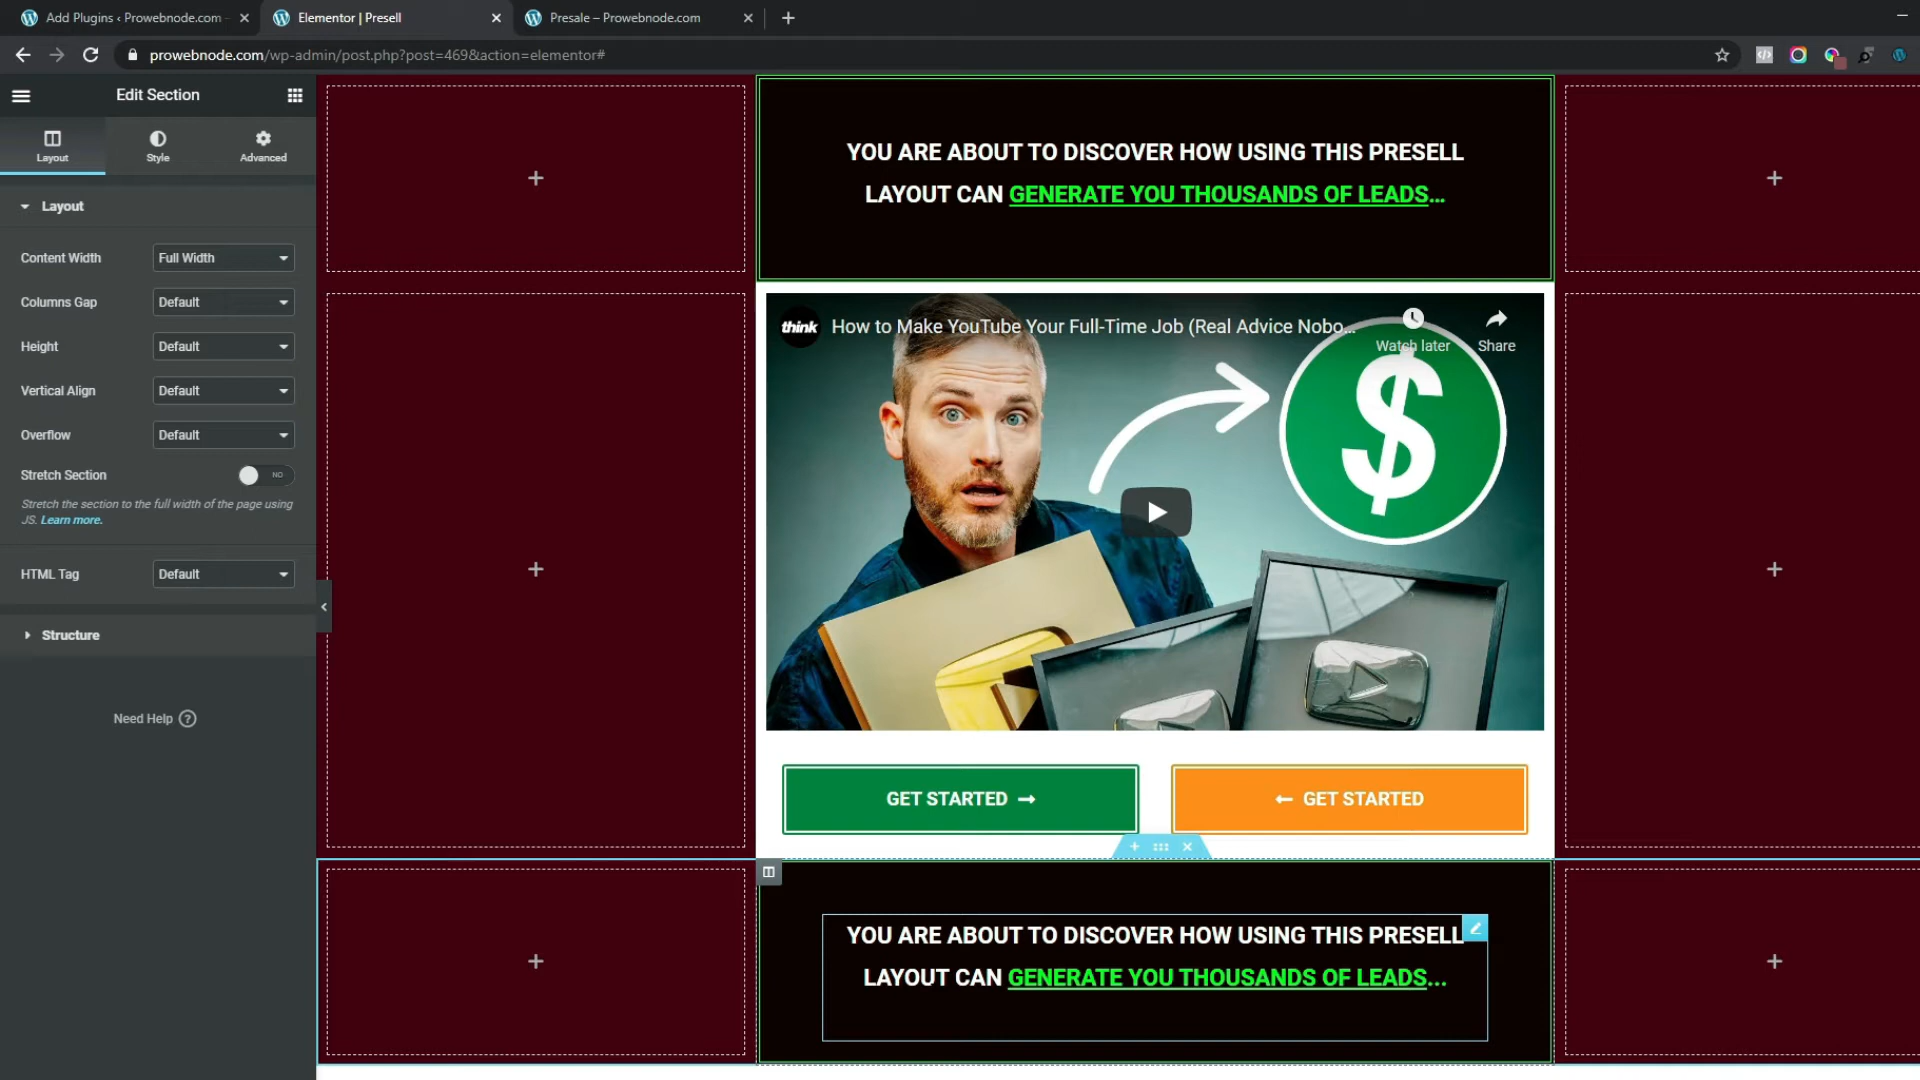 Add Plugins ‹ Prowebnode.com
Elementor | Presell
Presale – Prowebnode.com
prowebnode.com/wp-admin/post.php?post=469&action=elementor#
Edit Section
Layout
Style
Advanced
Layout
Content Width
Full Width
Columns Gap
Default
Height
Default
Vertical Align
Default
Overflow
Default
Stretch Section
NO
Stretch the section to the full width of the page using
JS. Learn more.
HTML Tag
Default
Structure
Need Help ?
YOU ARE ABOUT TO DISCOVER HOW USING THIS PRESELL
LAYOUT CAN GENERATE YOU THOUSANDS OF LEADS...
think
How to Make YouTube Your Full-Time Job (Real Advice Nobo...
Watch later
Share
$
GET STARTED →
← GET STARTED
YOU ARE ABOUT TO DISCOVER HOW USING THIS PRESELL
LAYOUT CAN GENERATE YOU THOUSANDS OF LEADS...